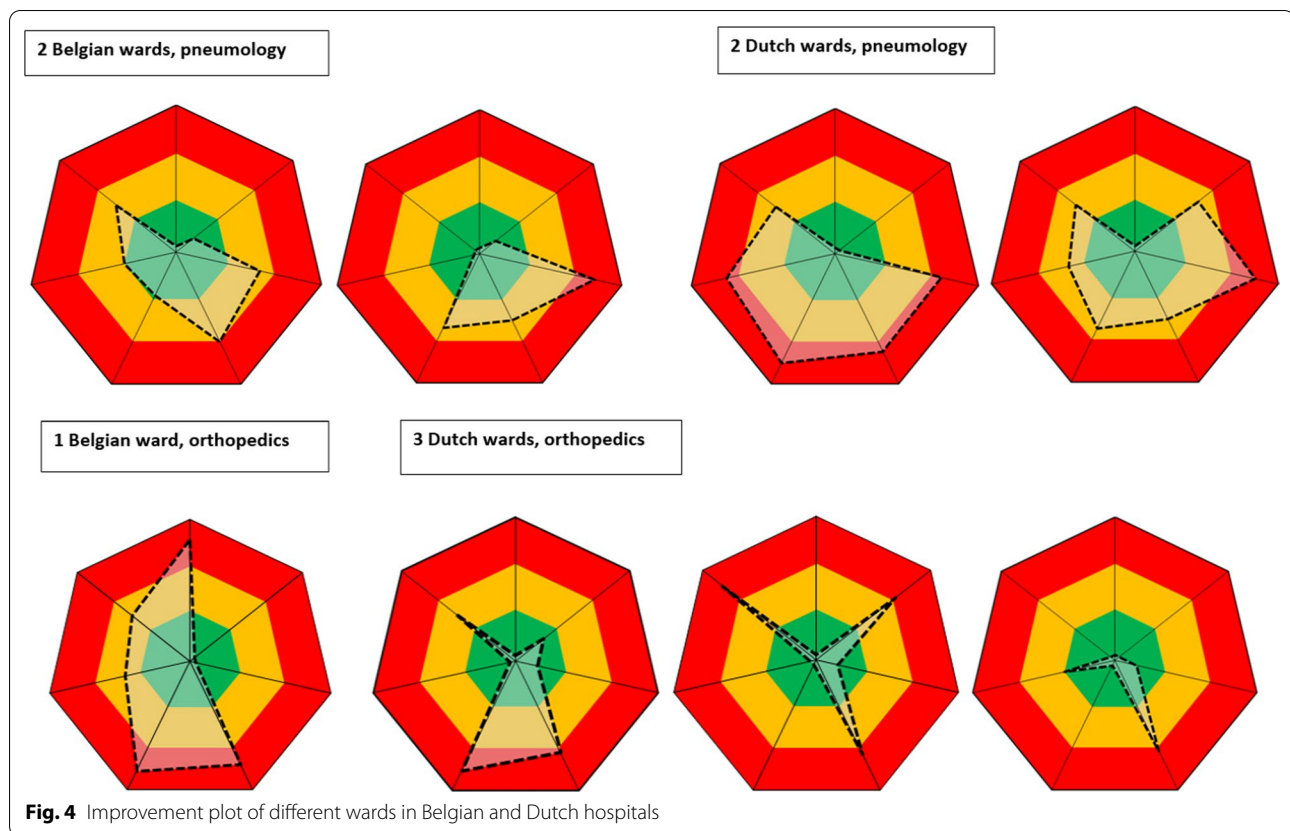 2 Belgian wards, pneumology
2 Dutch wards, pneumology
1 Belgian ward, orthopedics
3 Dutch wards, orthopedics
Fig. 4 Improvement plot of different wards in Belgian and Dutch hospitals